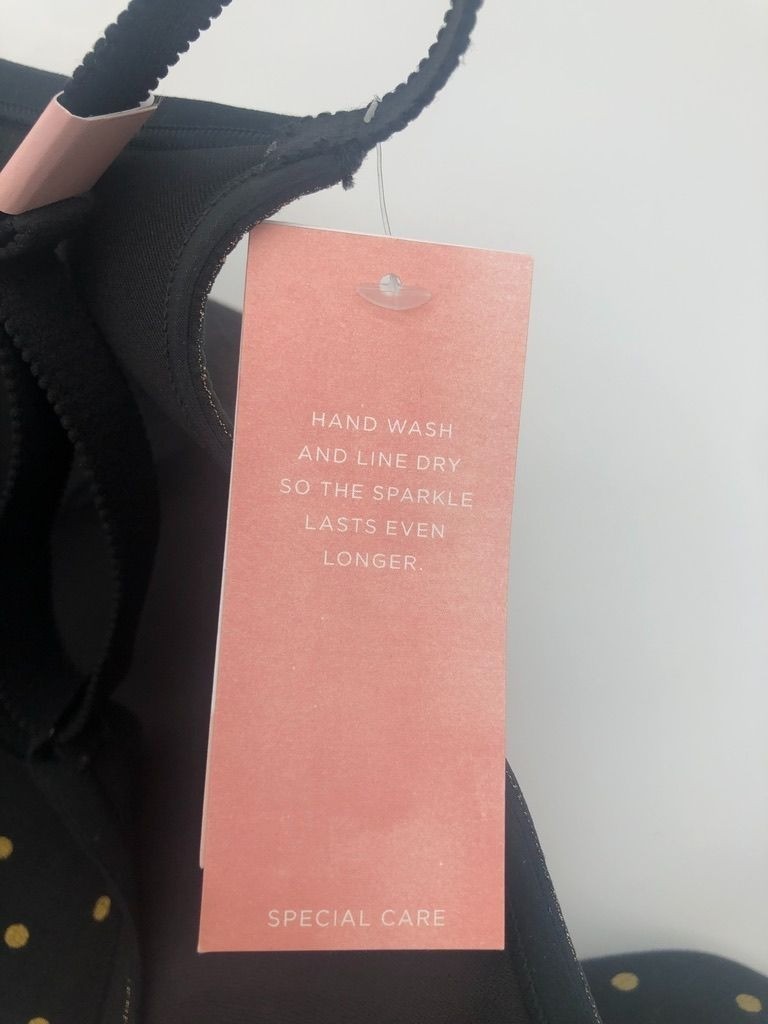 HAND WASH
AND LINE DRY
SO THE SPARKLE
LASTS EVEN
LONGER.
SPECIAL CARE